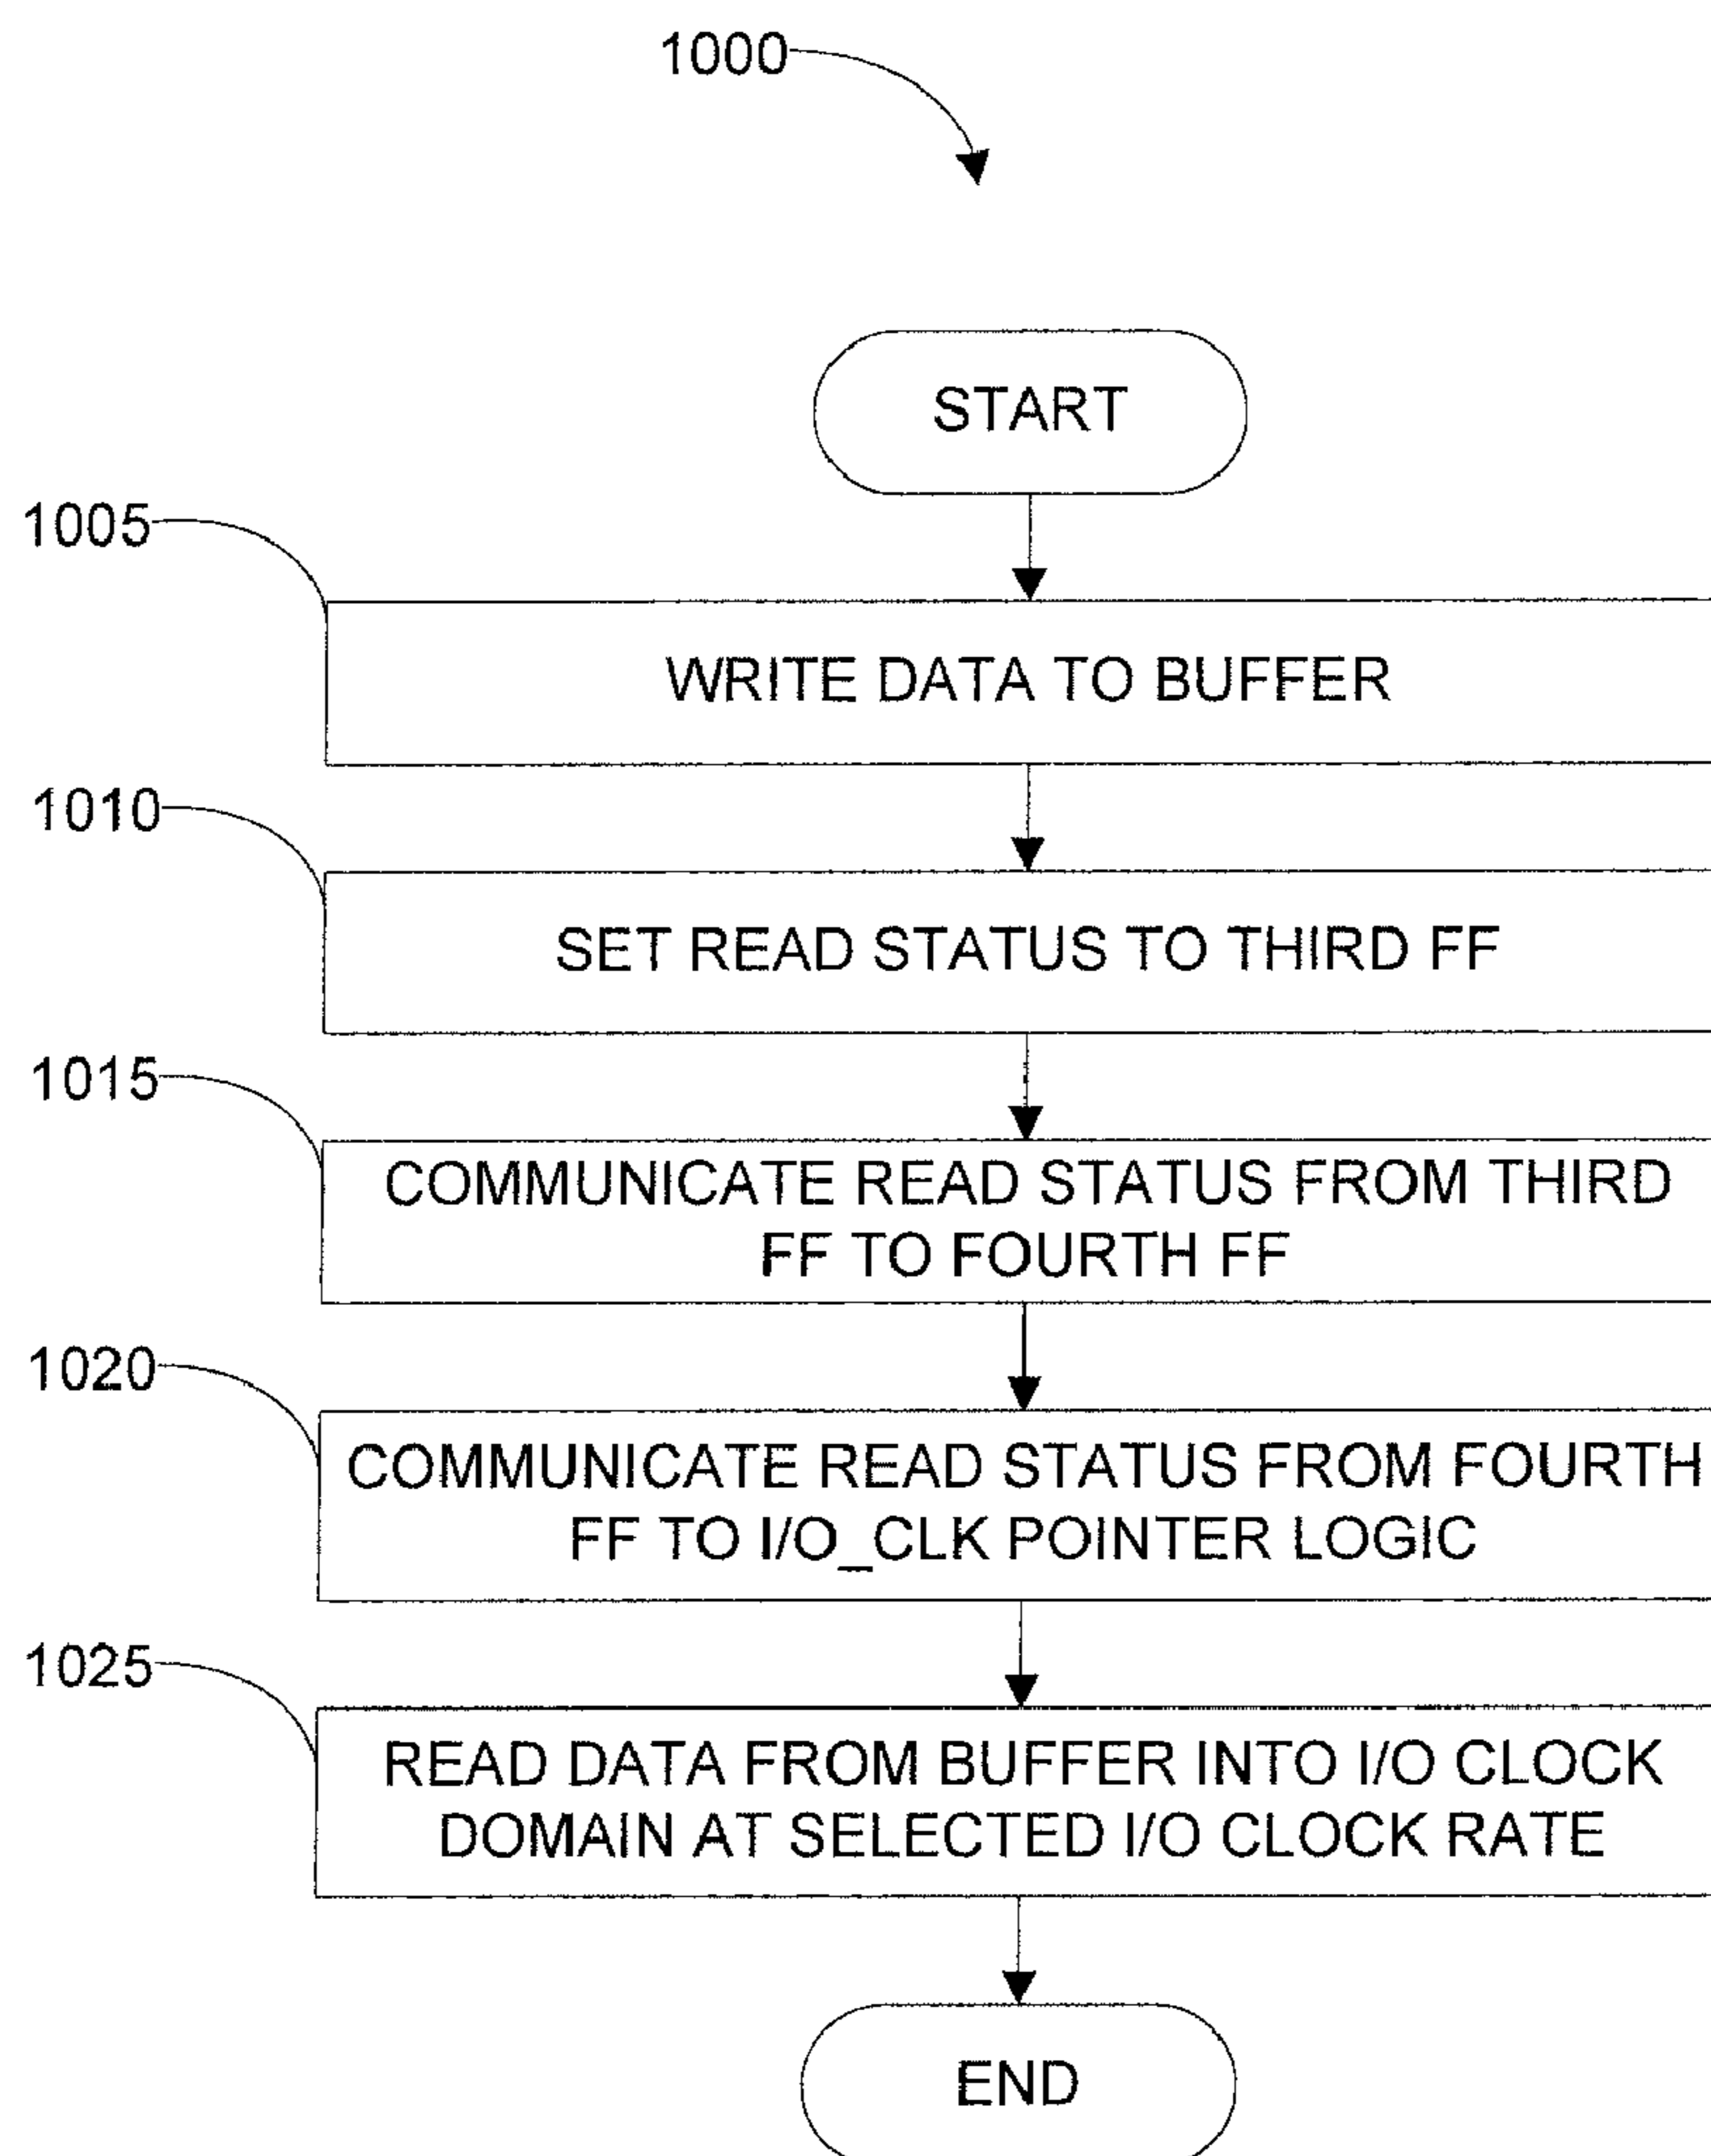 1000
START
1005
WRITE DATA TO BUFFER
1010
SET READ STATUS TO THIRD FF
1015
COMMUNICATE READ STATUS FROM THIRD
FF TO FOURTH FF
1020
COMMUNICATE READ STATUS FROM FOURTH
FF TO I/O_CLK POINTER LOGIC
1025
READ DATA FROM BUFFER INTO I/O CLOCK
DOMAIN AT SELECTED I/O CLOCK RATE
END